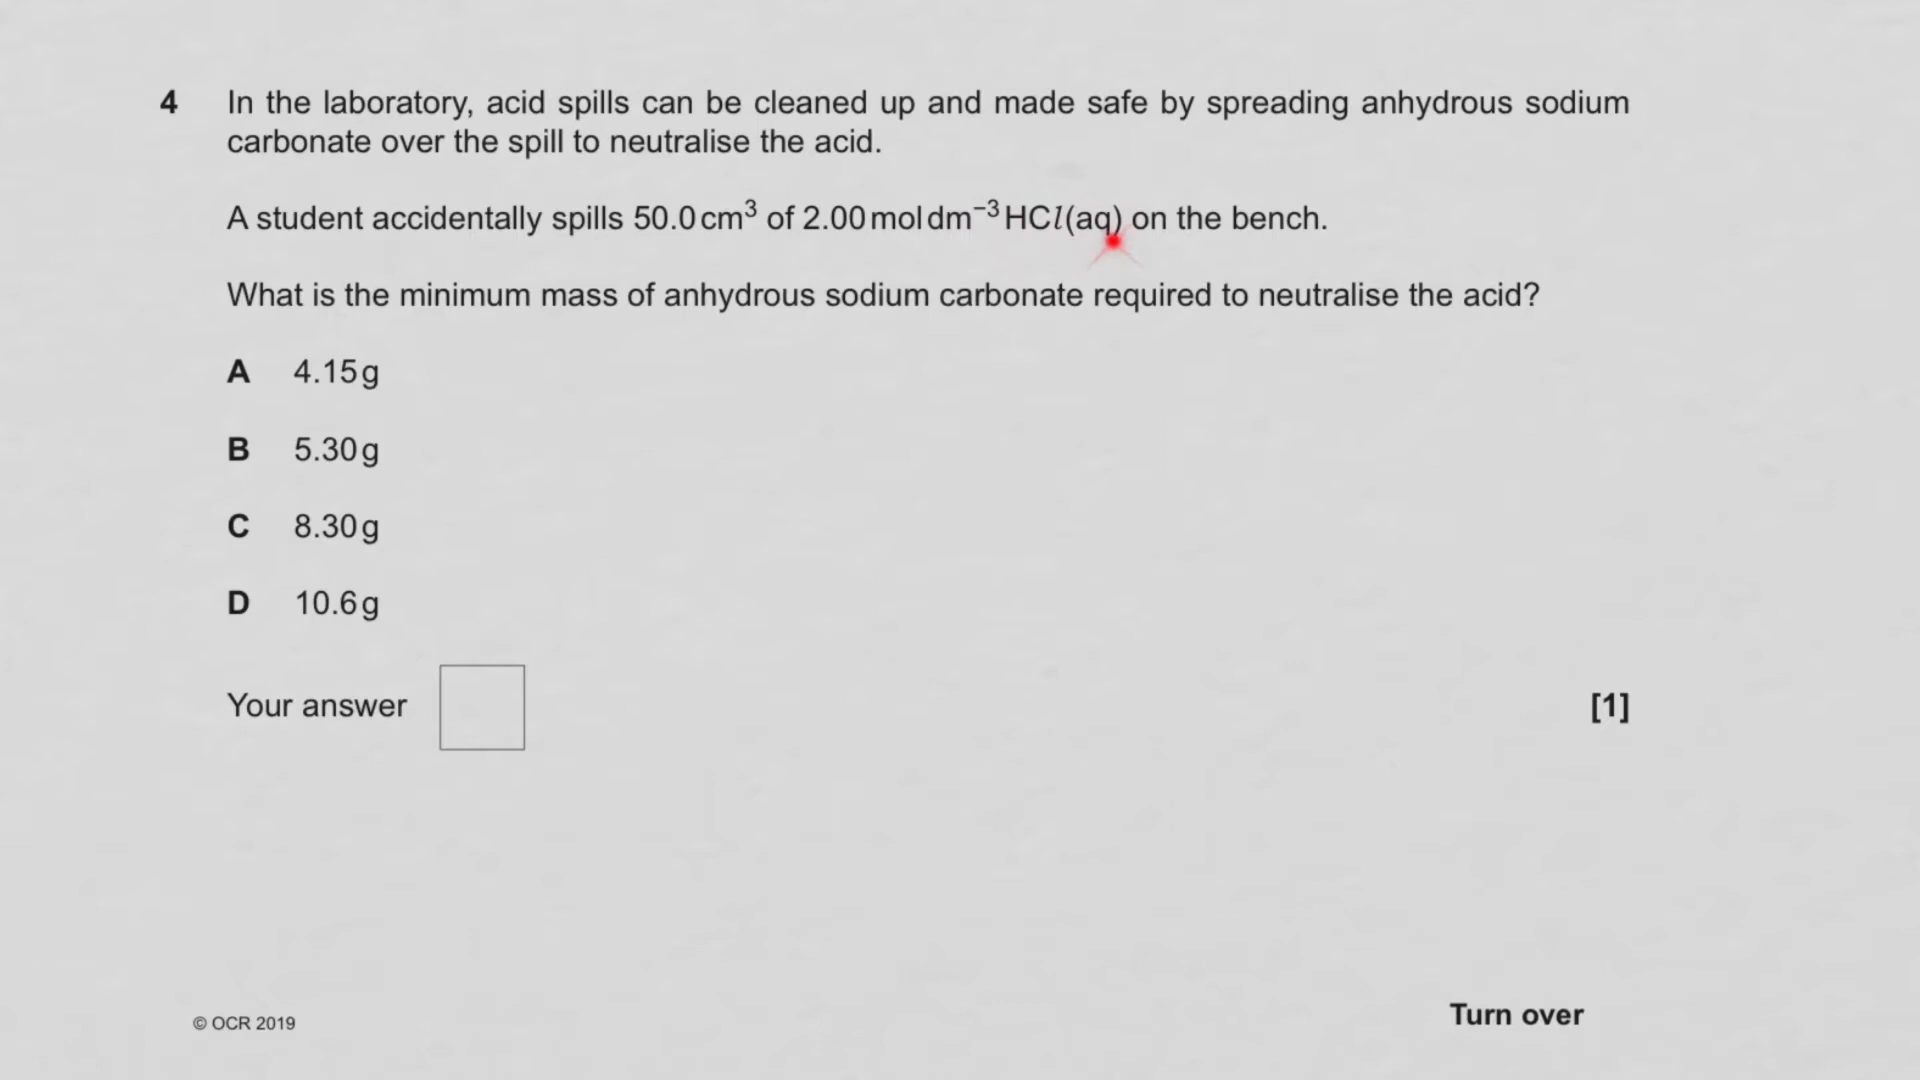 4 In the laboratory, acid spills can be cleaned up and made safe by spreading anhydrous sodium
carbonate over the spill to neutralise the acid.
A student accidentally spills 50.0 cm³ of 2.00 mol dm⁻³ HCl(aq) on the bench.
What is the minimum mass of anhydrous sodium carbonate required to neutralise the acid?
A 4.15 g
B 5.30 g
C 8.30 g
D 10.6 g
Your answer [1]
© OCR 2019
Turn over